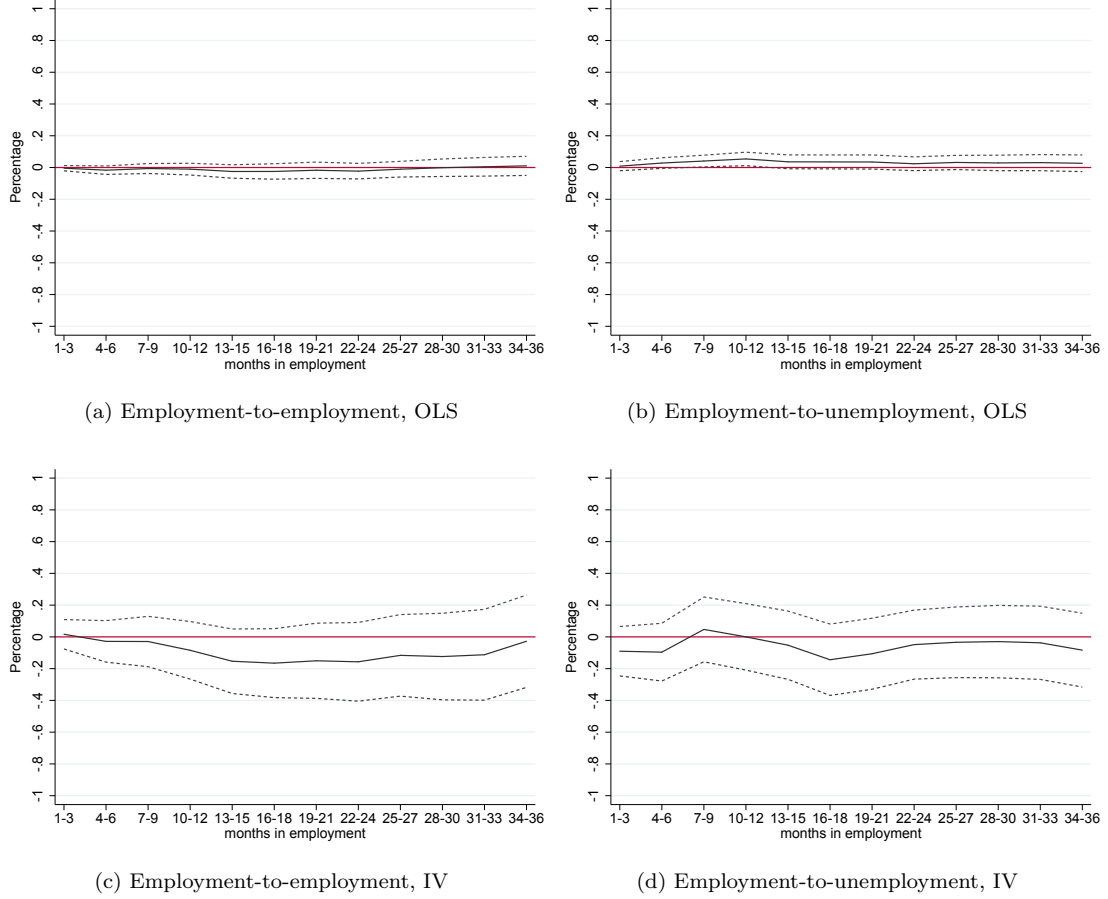 1
.8
.6
.4
.2
0
-.2
-.4
-.6
-.8
-1
Percentage
1-3 4-6 7-9 10-12 13-15 16-18 19-21 22-24 25-27 28-30 31-33 34-36
months in employment
(a) Employment-to-employment, OLS
1
.8
.6
.4
.2
0
-.2
-.4
-.6
-.8
-1
Percentage
1-3 4-6 7-9 10-12 13-15 16-18 19-21 22-24 25-27 28-30 31-33 34-36
months in employment
(b) Employment-to-unemployment, OLS
1
.8
.6
.4
.2
0
-.2
-.4
-.6
-.8
-1
Percentage
1-3 4-6 7-9 10-12 13-15 16-18 19-21 22-24 25-27 28-30 31-33 34-36
months in employment
(c) Employment-to-employment, IV
1
.8
.6
.4
.2
0
-.2
-.4
-.6
-.8
-1
Percentage
1-3 4-6 7-9 10-12 13-15 16-18 19-21 22-24 25-27 28-30 31-33 34-36
months in employment
(d) Employment-to-unemployment, IV